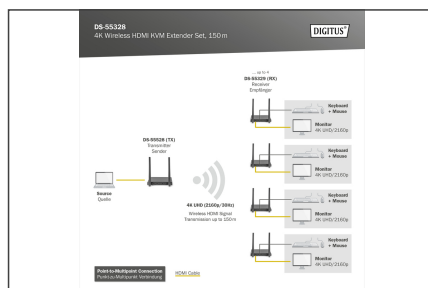 DS-55328
4K Wireless HDMI KVM Extender Set, 150 m
DIGITUS®
... up to 4
DS-55329 (RX)
Receiver
Empfänger
Keyboard
+ Mouse
Monitor
4K UHD/2160p
DS-55528 (TX)
Transmitter
Sender
Keyboard
+ Mouse
Monitor
4K UHD/2160p
Source
Quelle
4K UHD (2160p/30Hz)
Wireless HDMI Signal
Transmission up to 150m
Keyboard
+ Mouse
Monitor
4K UHD/2160p
Keyboard
+ Mouse
Monitor
4K UHD/2160p
Point-to-Multipoint Connection
Punkt zu Multipunkt Verbindung
HDMI Cable